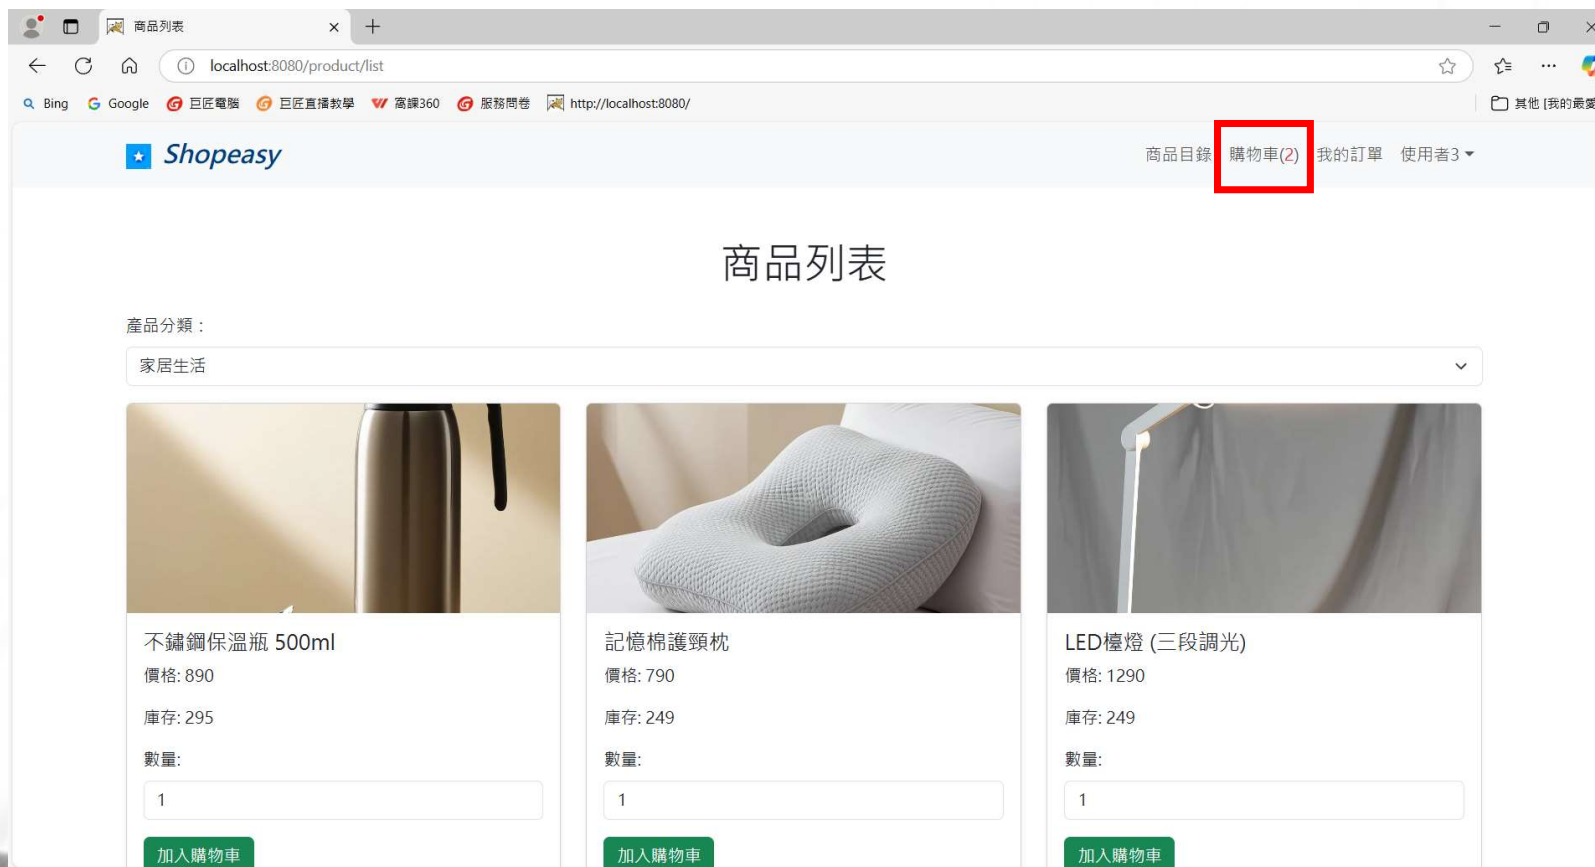 商品列表
localhost:8080/product/list
Bing Google 巨匠電腦 巨匠直播教學 窩課360 服務問卷 http://localhost:8080/ 其他 [我的最愛
Shopeasy 商品目錄 購物車(2) 我的訂單 使用者3
商品列表
產品分類：
家居生活
不鏽鋼保溫瓶 500ml
價格: 890
庫存: 295
數量:
1
加入購物車
記憶棉護頸枕
價格: 790
庫存: 249
數量:
1
加入購物車
LED檯燈 (三段調光)
價格: 1290
庫存: 249
數量:
1
加入購物車